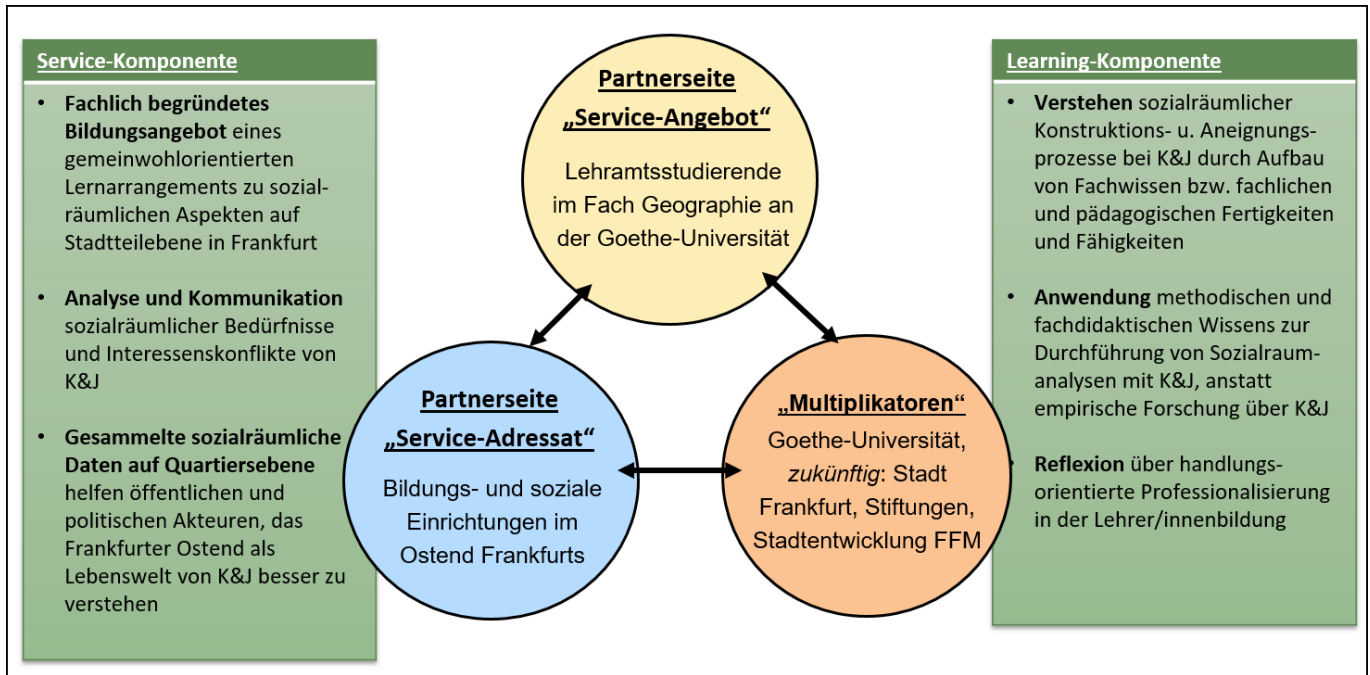 Service-Komponente
• Fachlich begründetes
Bildungsangebot eines
gemeinwohlorientierten
Lernarrangements zu sozial-
räumlichen Aspekten auf
Stadtteilebene in Frankfurt
• Analyse und Kommunikation
sozialräumlicher Bedürfnisse
und Interessenskonflikte von
K&J
• Gesammelte sozialräumliche
Daten auf Quartiersebene
helfen öffentlichen und
politischen Akteuren, das
Frankfurter Ostend als
Lebenswelt von K&J besser zu
verstehen
Partnerseite
„Service-Angebot“
Lehramtsstudierende
im Fach Geographie an
der Goethe-Universität
Partnerseite
„Service-Adressat“
Bildungs- und soziale
Einrichtungen im
Ostend Frankfurts
„Multiplikatoren“
Goethe-Universität,
zukünftig: Stadt
Frankfurt, Stiftungen,
Stadtentwicklung FFM
Learning-Komponente
• Verstehen sozialräumlicher
Konstruktions- u. Aneignungs-
prozesse bei K&J durch Aufbau
von Fachwissen bzw. fachlichen
und pädagogischen Fertigkeiten
und Fähigkeiten
• Anwendung methodischen und
fachdidaktischen Wissens zur
Durchführung von Sozialraum-
analysen mit K&J, anstatt
empirische Forschung über K&J
• Reflexion über handlungs-
orientierte Professionalisierung
in der Lehrer/innenbildung